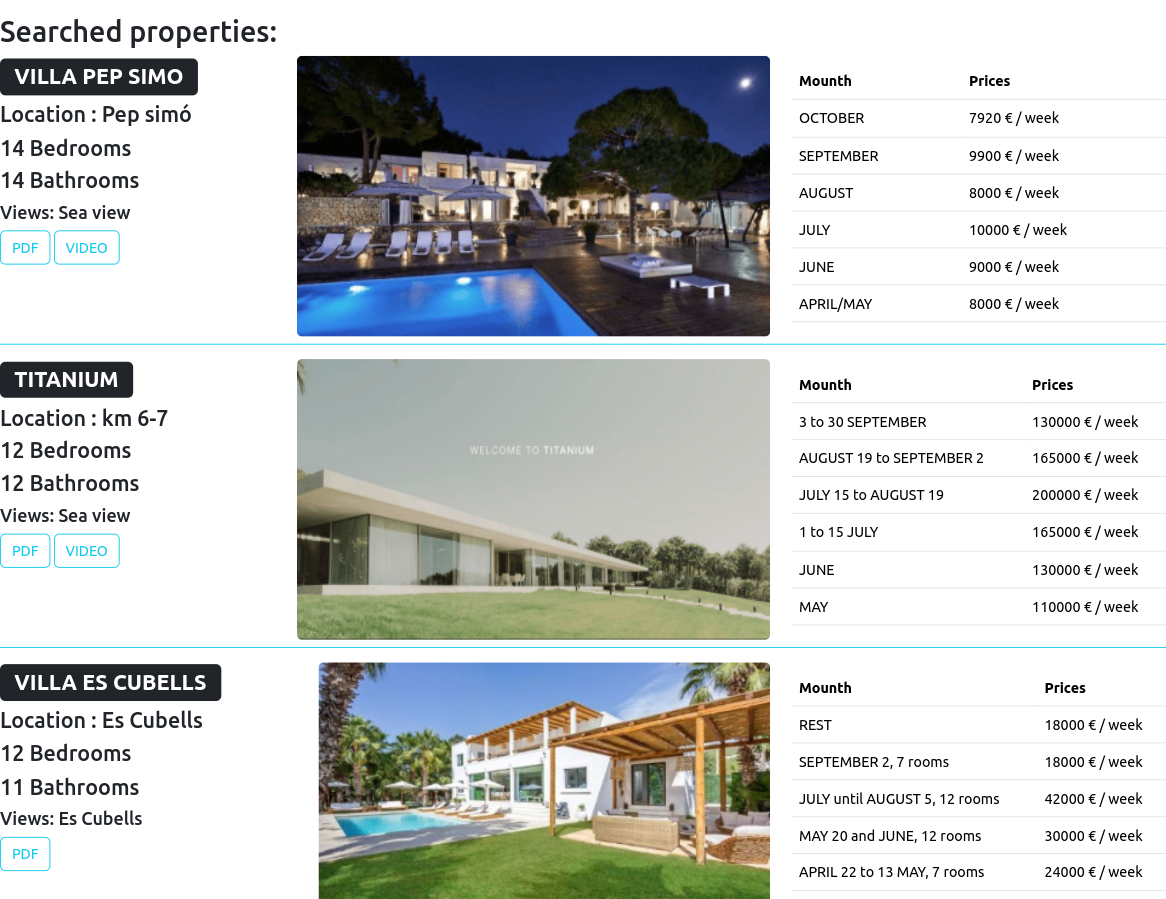 Searched properties:
VILLA PEP SIMO
Location : Pep simó
14 Bedrooms
14 Bathrooms
Views: Sea view
PDF VIDEO
Mounth Prices
OCTOBER 7920 € / week
SEPTEMBER 9900 € / week
AUGUST 8000 € / week
JULY 10000 € / week
JUNE 9000 € / week
APRIL/MAY 8000 € / week
TITANIUM
Location : km 6-7
12 Bedrooms
12 Bathrooms
Views: Sea view
PDF VIDEO
WELCOME TO TITANIUM
Mounth Prices
3 to 30 SEPTEMBER 130000 € / week
AUGUST 19 to SEPTEMBER 2 165000 € / week
JULY 15 to AUGUST 19 200000 € / week
1 to 15 JULY 165000 € / week
JUNE 130000 € / week
MAY 110000 € / week
VILLA ES CUBELLS
Location : Es Cubells
12 Bedrooms
11 Bathrooms
Views: Es Cubells
PDF
Mounth Prices
REST 18000 € / week
SEPTEMBER 2, 7 rooms 18000 € / week
JULY until AUGUST 5, 12 rooms 42000 € / week
MAY 20 and JUNE, 12 rooms 30000 € / week
APRIL 22 to 13 MAY, 7 rooms 24000 € / week